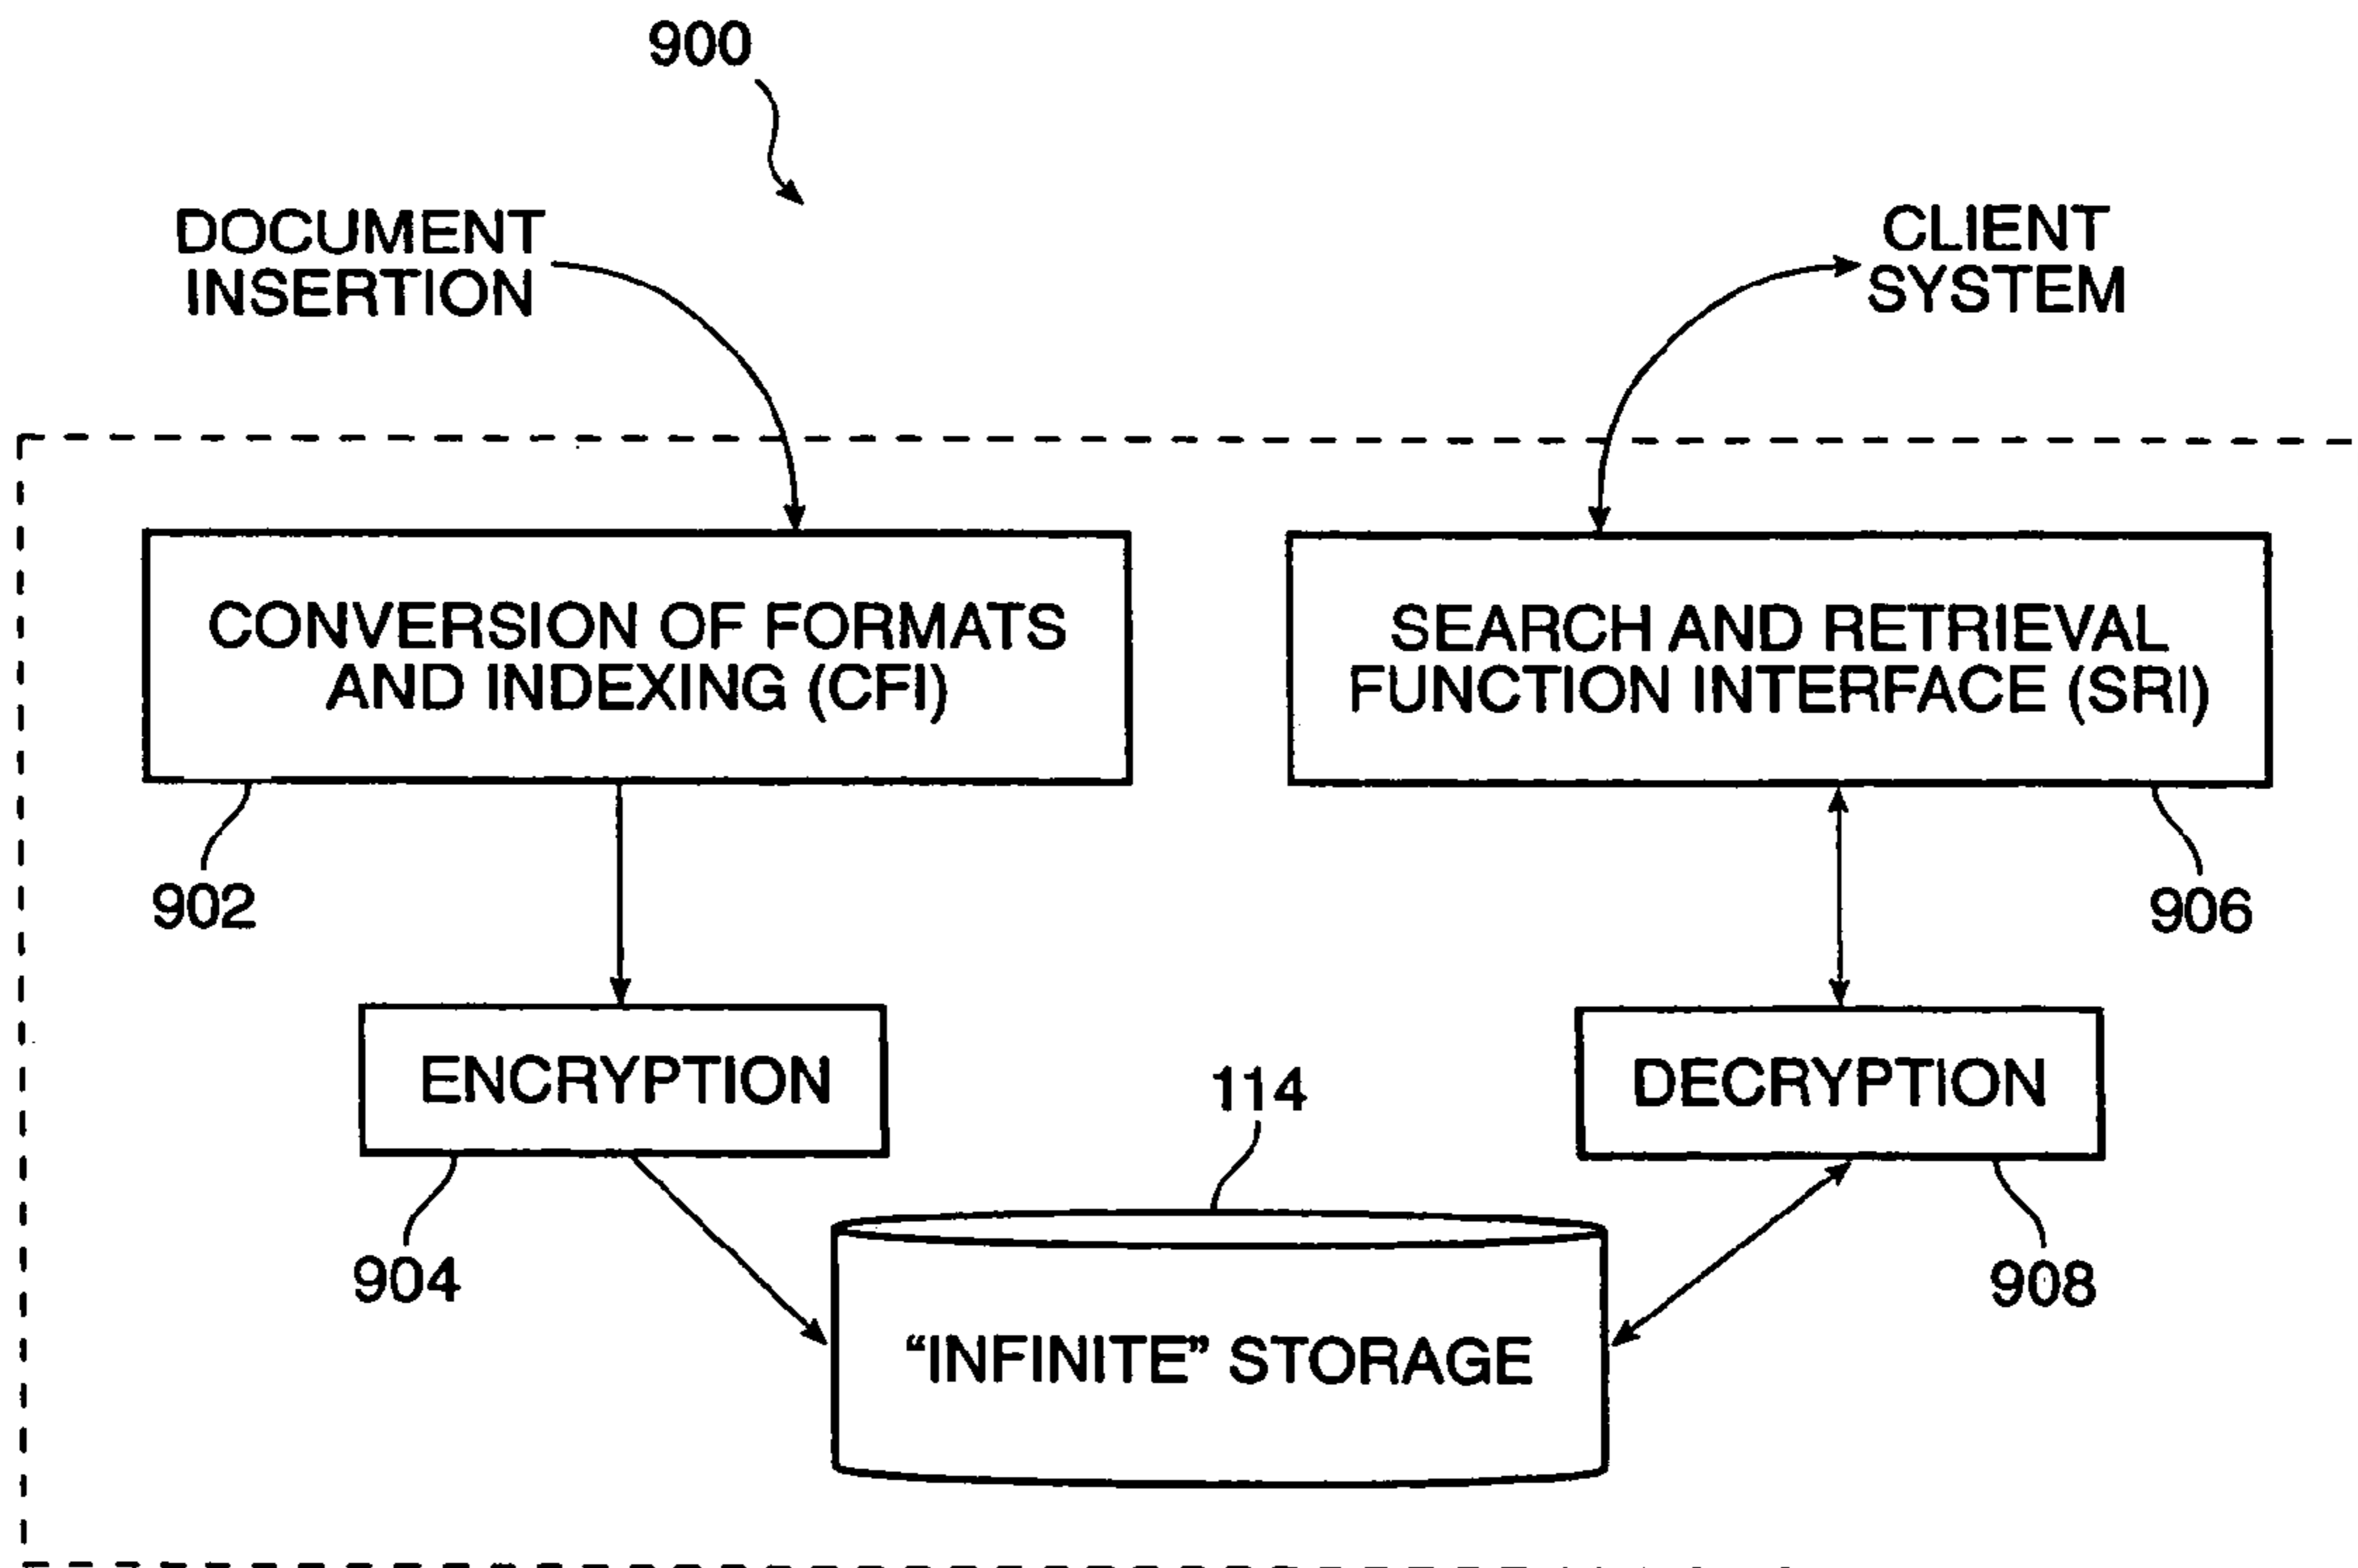 900
DOCUMENT
INSERTION
CLIENT
SYSTEM
CONVERSION OF FORMATS
AND INDEXING (CFI)
SEARCH AND RETRIEVAL
FUNCTION INTERFACE (SRI)
902
906
ENCRYPTION
DECRYPTION
114
904
908
“INFINITE” STORAGE